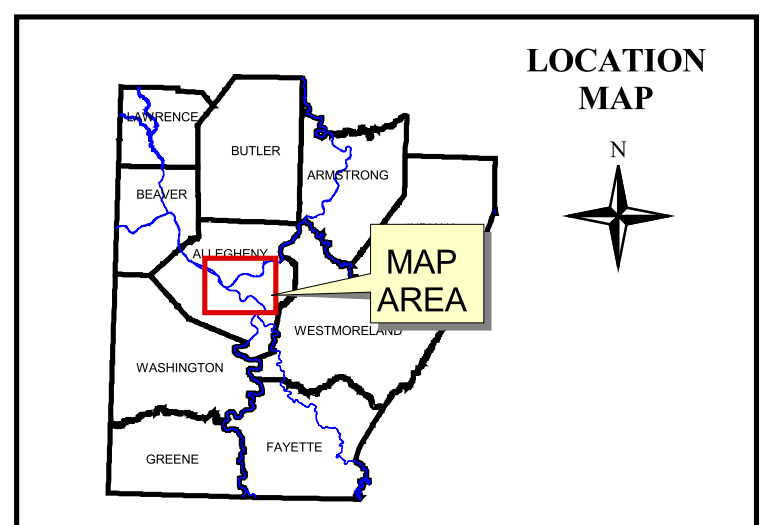 LOCATION
MAP
N
LAWRENCE
BUTLER
ARMSTRONG
BEAVER
ALLEGHENY
MAP
AREA
WESTMORELAND
WASHINGTON
FAYETTE
GREENE